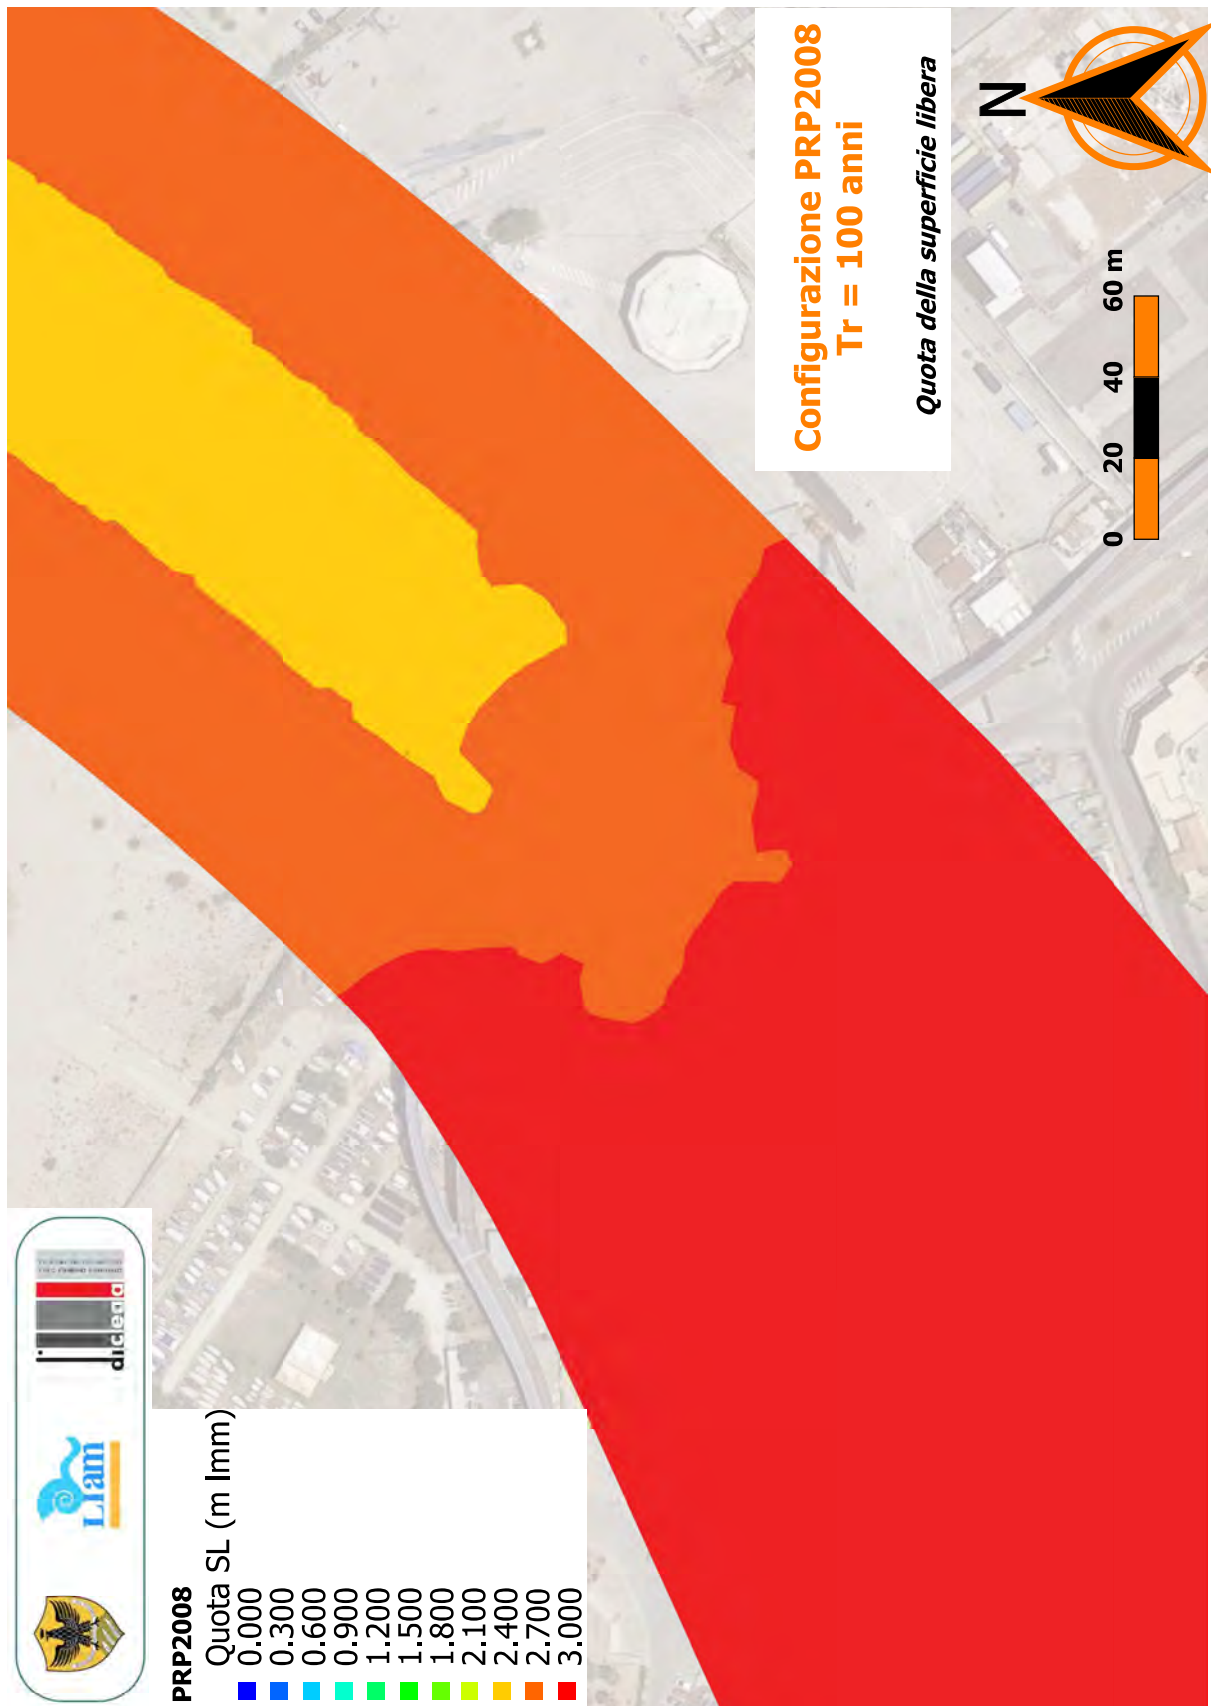 Configurazione PRP2008
Tr = 100 anni
Quota della superficie libera
N
0 20 40 60 m
LIam
dicea
PRP2008
Quota SL (m lmm)
0.000
0.300
0.600
0.900
1.200
1.500
1.800
2.100
2.400
2.700
3.000